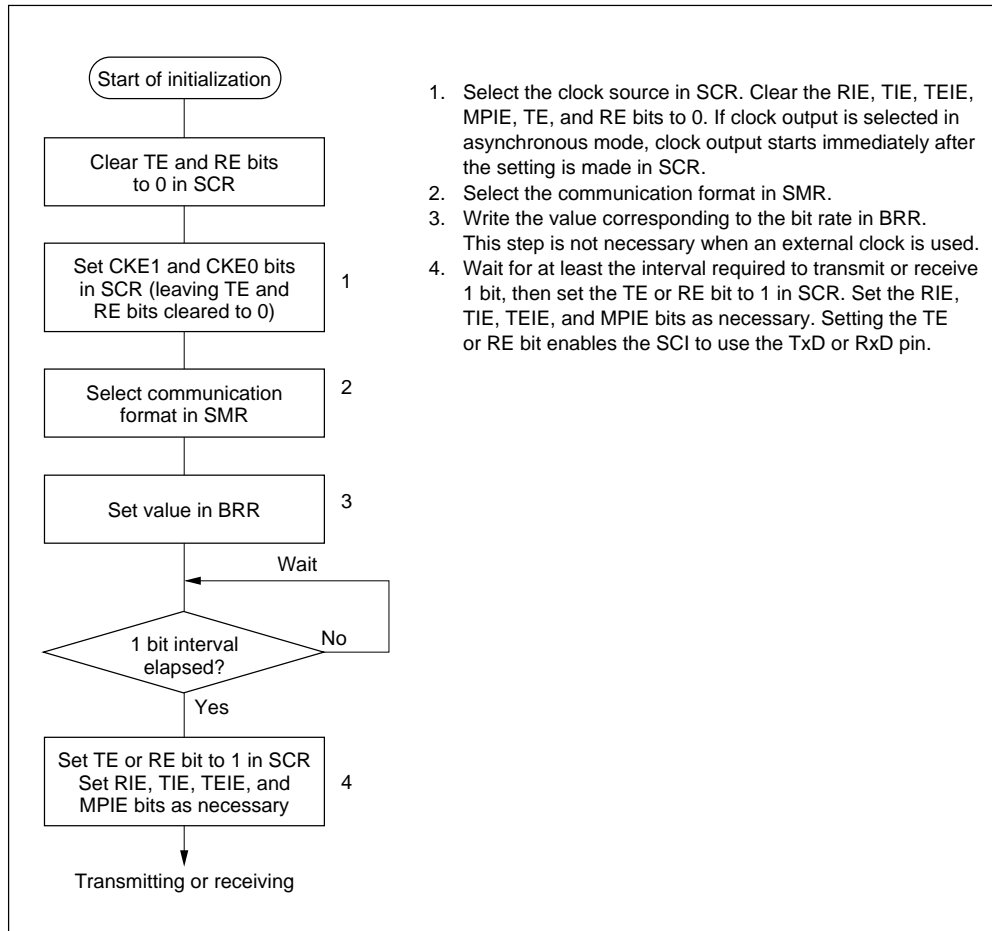 Start of initialization
Clear TE and RE bits
to 0 in SCR
Set CKE1 and CKE0 bits
in SCR (leaving TE and
RE bits cleared to 0)
1
Select communication
format in SMR
2
Set value in BRR
3
Wait
1 bit interval
elapsed?
No
Yes
Set TE or RE bit to 1 in SCR
Set RIE, TIE, TEIE, and
MPIE bits as necessary
4
Transmitting or receiving
1. Select the clock source in SCR. Clear the RIE, TIE, TEIE,
MPIE, TE, and RE bits to 0. If clock output is selected in
asynchronous mode, clock output starts immediately after
the setting is made in SCR.
2. Select the communication format in SMR.
3. Write the value corresponding to the bit rate in BRR.
This step is not necessary when an external clock is used.
4. Wait for at least the interval required to transmit or receive
1 bit, then set the TE or RE bit to 1 in SCR. Set the RIE,
TIE, TEIE, and MPIE bits as necessary. Setting the TE
or RE bit enables the SCI to use the TxD or RxD pin.